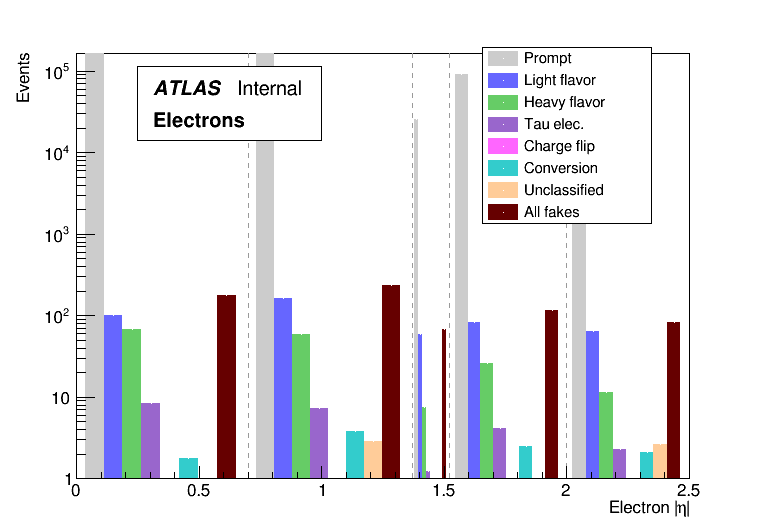 Events
10^5
10^4
10^3
10^2
10
1
ATLAS Internal
Electrons
Prompt
Light flavor
Heavy flavor
Tau elec.
Charge flip
Conversion
Unclassified
All fakes
0 0.5 1 1.5 2 2.5
Electron |η|